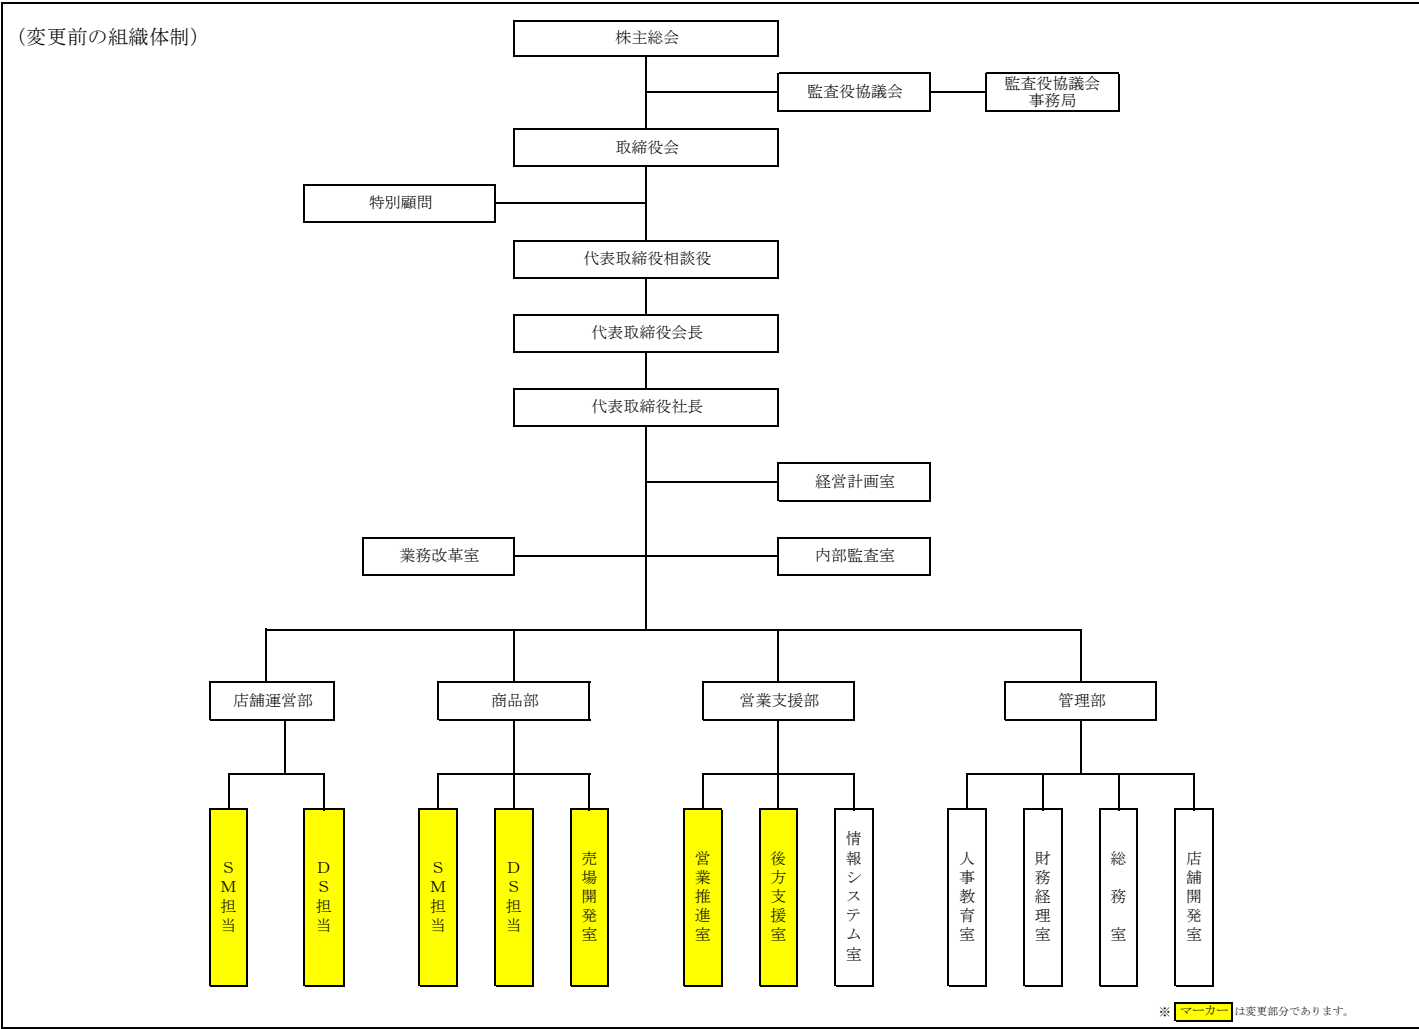 （変更前の組織体制）
株主総会
監査役協議会
監査役協議会
事務局
取締役会
特別顧問
代表取締役相談役
代表取締役会長
代表取締役社長
経営計画室
業務改革室
内部監査室
店舗運営部
商品部
営業支援部
管理部
ＳＭ担当
ＤＳ担当
ＳＭ担当
ＤＳ担当
売場開発室
営業推進室
後方支援室
情報システム室
人事教育室
財務経理室
総務室
店舗開発室
※マーカーは変更部分であります。